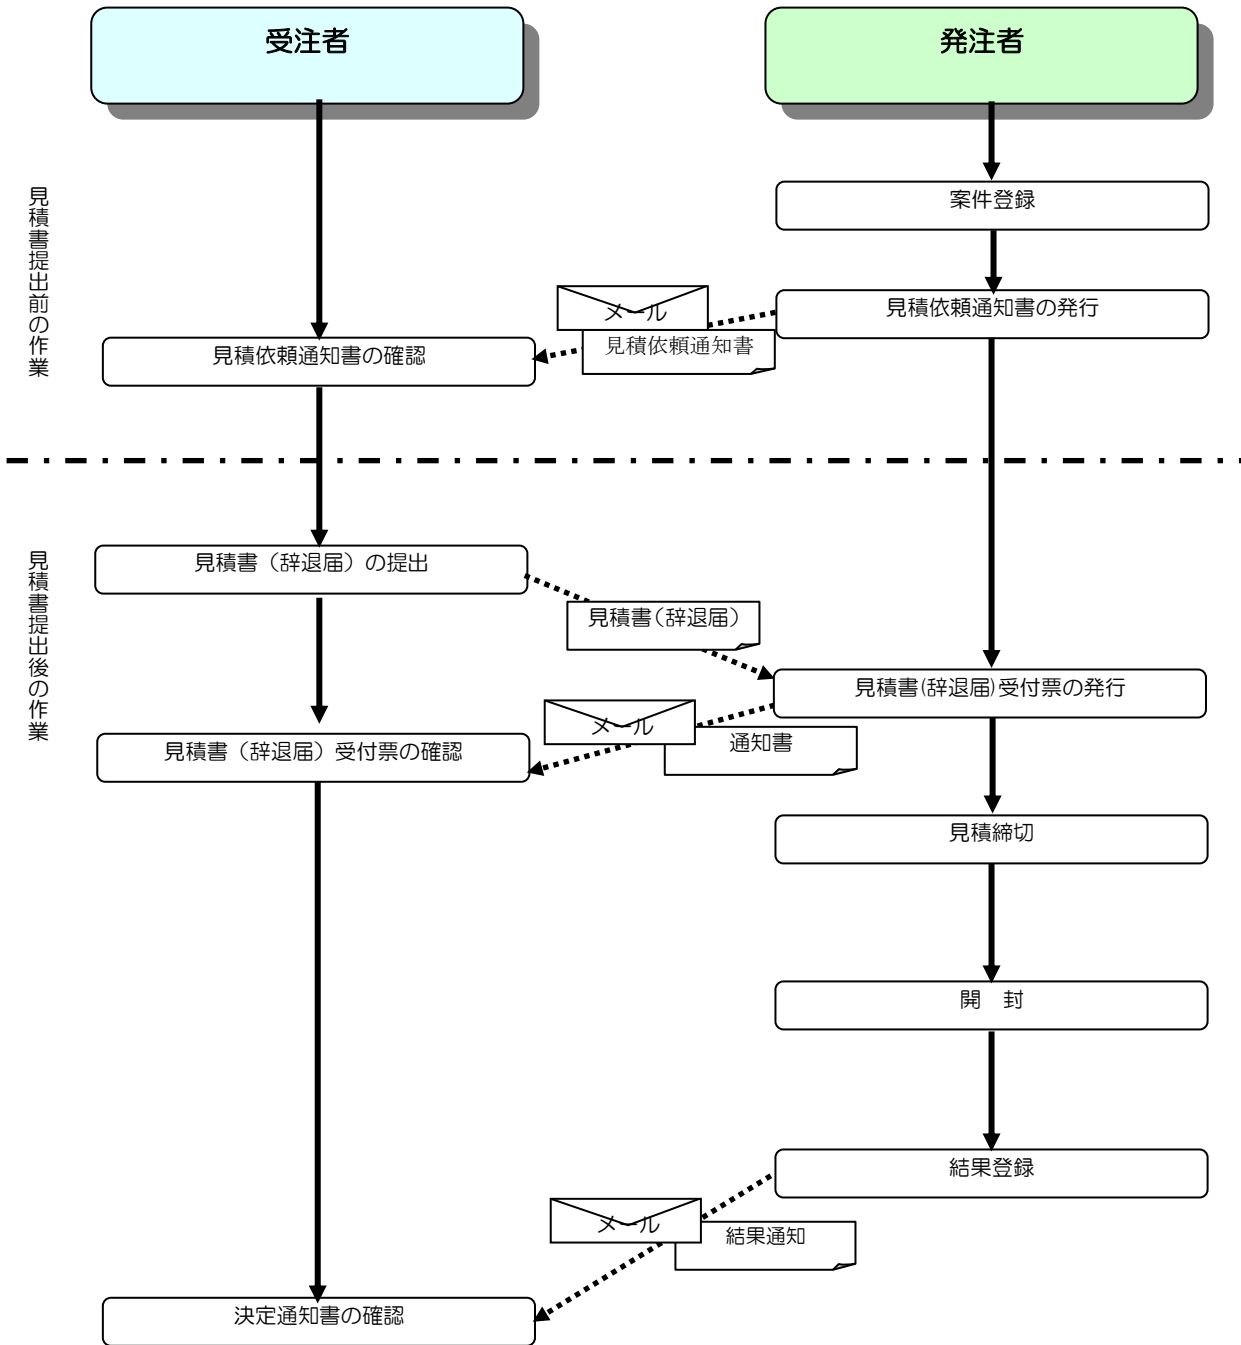 受注者
発注者
見積書提出前の作業
案件登録
見積依頼通知書の発行
メール
見積依頼通知書
見積依頼通知書の確認
見積書提出後の作業
見積書（辞退届）の提出
見積書（辞退届）
見積書(辞退届)受付票の発行
メール
通知書
見積書（辞退届）受付票の確認
見積締切
開　封
結果登録
メール
結果通知
決定通知書の確認